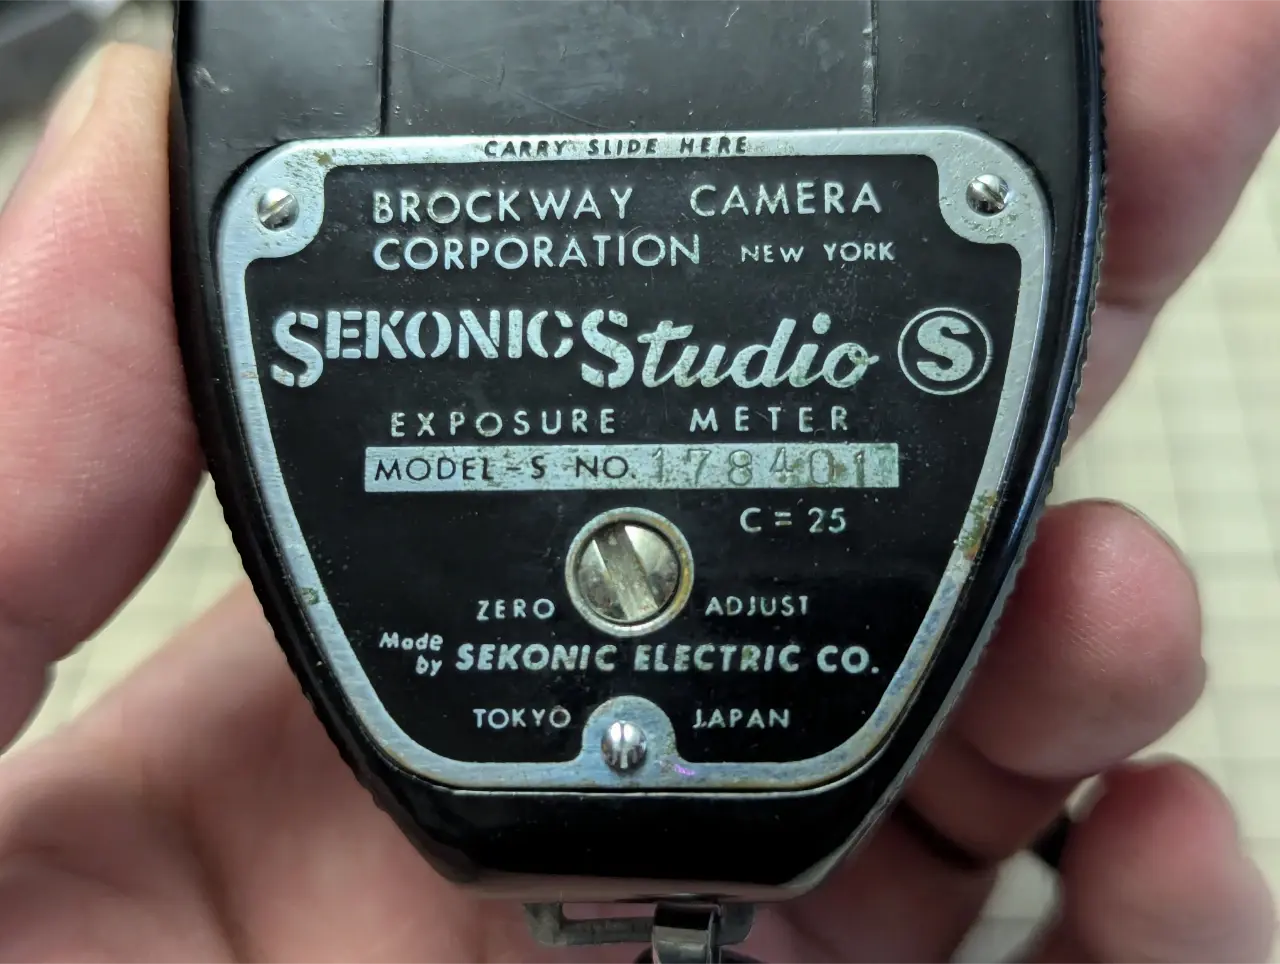 CARRY SLIDE HERE
BROCKWAY CAMERA
CORPORATION NEW YORK
SEKONIC Studio S
EXPOSURE METER
MODEL-S NO. 178401
C = 25
ZERO ADJUST
Made by SEKONIC ELECTRIC CO.
TOKYO JAPAN